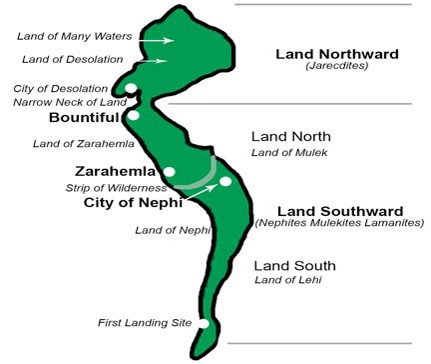 Land of Many Waters
Land of Desolation
Land Northward
(Jarecdites)
City of Desolation
Narrow Neck of Land
Bountiful
Land North
Land of Zarahemla
Land of Mulek
Zarahemla
Strip of Wilderness
City of Nephi
Land Southward
(Nephites Mulekites Lamanites)
Land of Nephi
Land South
Land of Lehi
First Landing Site